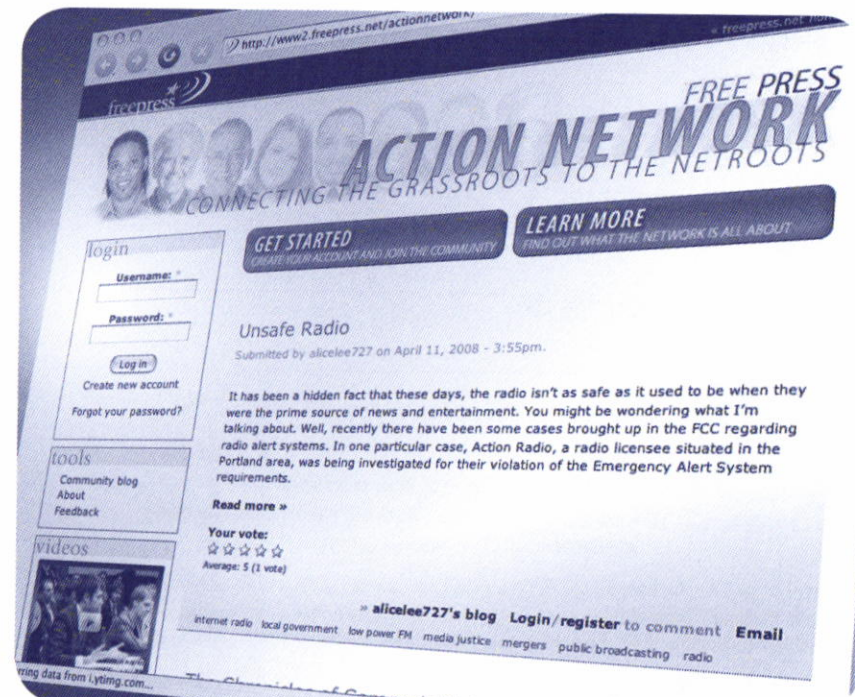 http://www2.freepress.net/actionnetwork/
« freepress.net
freepress
FREE PRESS
ACTION NETWORK
CONNECTING THE GRASSROOTS TO THE NETROOTS
GET STARTED
CREATE YOUR ACCOUNT AND JOIN THE COMMUNITY
LEARN MORE
FIND OUT WHAT THE NETWORK IS ALL ABOUT
login
Username: *
Password: *
Log in
Create new account
Forgot your password?
tools
Community blog
About
Feedback
videos
Unsafe Radio
Submitted by alicelee727 on April 11, 2008 - 3:55pm.
It has been a hidden fact that these days, the radio isn't as safe as it used to be when they
were the prime source of news and entertainment. You might be wondering what I'm
talking about. Well, recently there have been some cases brought up in the FCC regarding
radio alert systems. In one particular case, Action Radio, a radio licensee situated in the
Portland area, was being investigated for their violation of the Emergency Alert System
requirements.
Read more »
Your vote:
Average: 5 (1 vote)
» alicelee727's blog Login/register to comment Email
internet radio local government low power FM media justice mergers public broadcasting radio
rring data from i.ytimg.com...